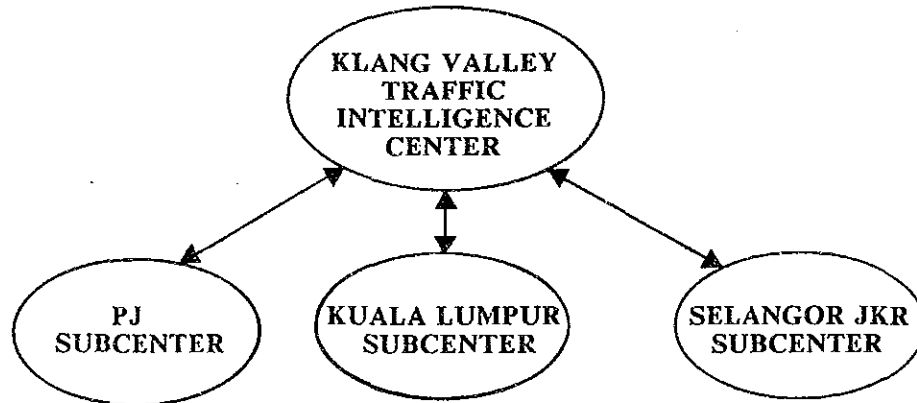 KLANG VALLEY
TRAFFIC
INTELLIGENCE
CENTER
PJ
SUBCENTER
KUALA LUMPUR
SUBCENTER
SELANGOR JKR
SUBCENTER